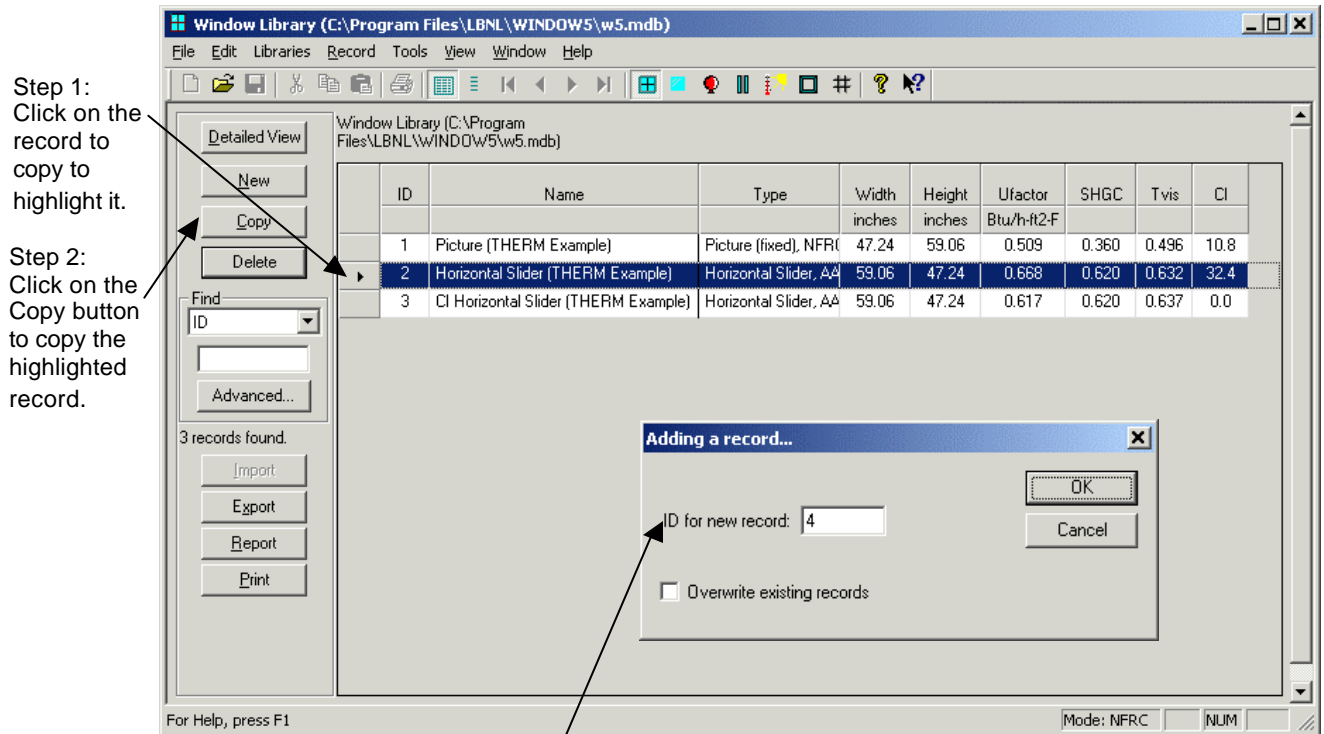 Window Library (C:\Program Files\LBNL\WINDOW5\w5.mdb)
File Edit Libraries Record Tools View Window Help
Step 1:
Click on the
record to
copy to
highlight it.
Step 2:
Click on the
Copy button
to copy the
highlighted
record.
Detailed View
New
Copy
Delete
Find
ID
Advanced...
3 records found.
Import
Export
Report
Print
Window Library (C:\Program
Files\LBNL\WINDOW5\w5.mdb)
ID Name Type Width Height Ufactor SHGC Tvis CI
inches inches Btu/h-ft2-F
1 Picture (THERM Example) Picture (fixed), NFR 47.24 59.06 0.509 0.360 0.496 10.8
2 Horizontal Slider (THERM Example) Horizontal Slider, AA 59.06 47.24 0.668 0.620 0.632 32.4
3 CI Horizontal Slider (THERM Example) Horizontal Slider, AA 59.06 47.24 0.617 0.620 0.637 0.0
Adding a record...
ID for new record: 4
OK
Cancel
Overwrite existing records
For Help, press F1
Mode: NFRC NUM